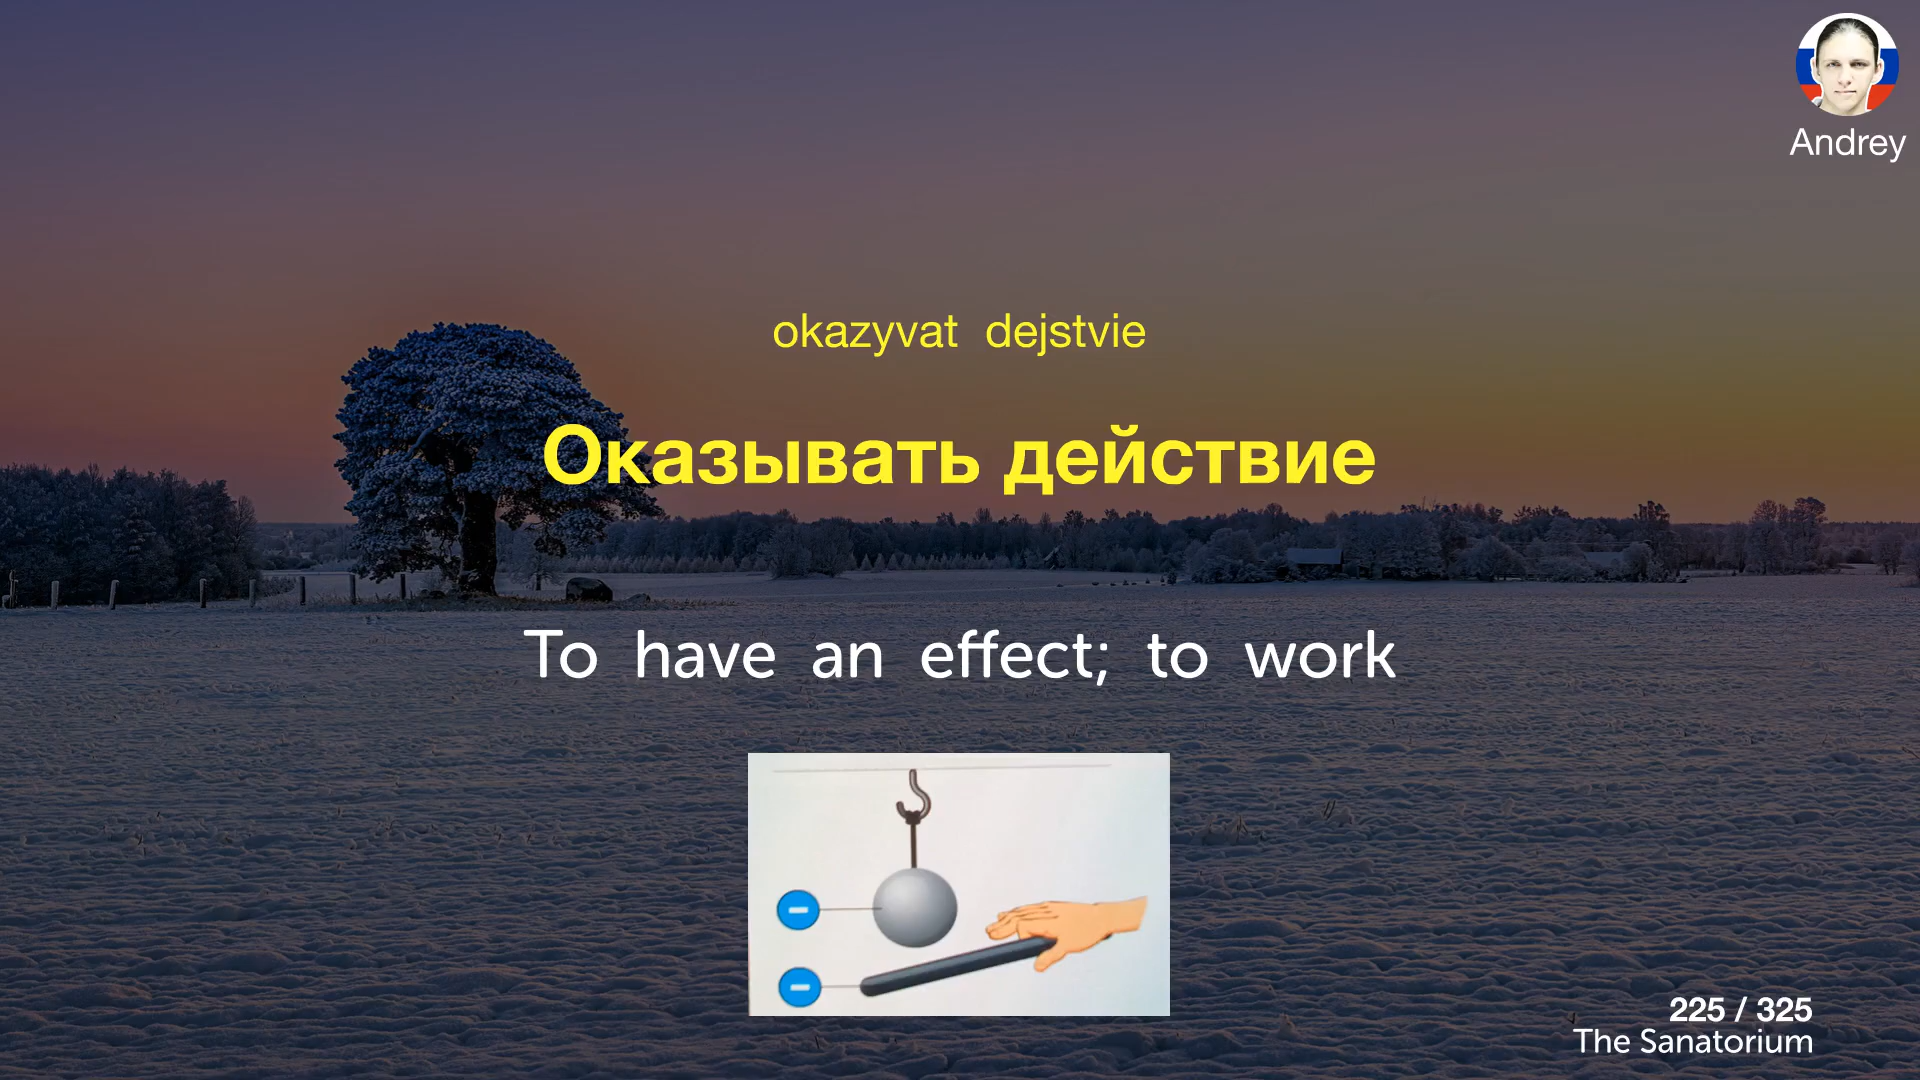 Andrey
okazyvat dejstvie
Оказывать действие
To have an effect; to work
225 / 325
The Sanatorium